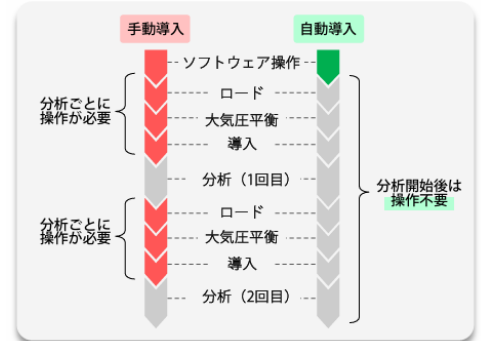 手動導入
自動導入
ソフトウェア操作
ロード
大気圧平衡
導入
分析ごとに
操作が必要
分析（1回目）
分析開始後は
操作不要
ロード
大気圧平衡
導入
分析ごとに
操作が必要
分析（2回目）